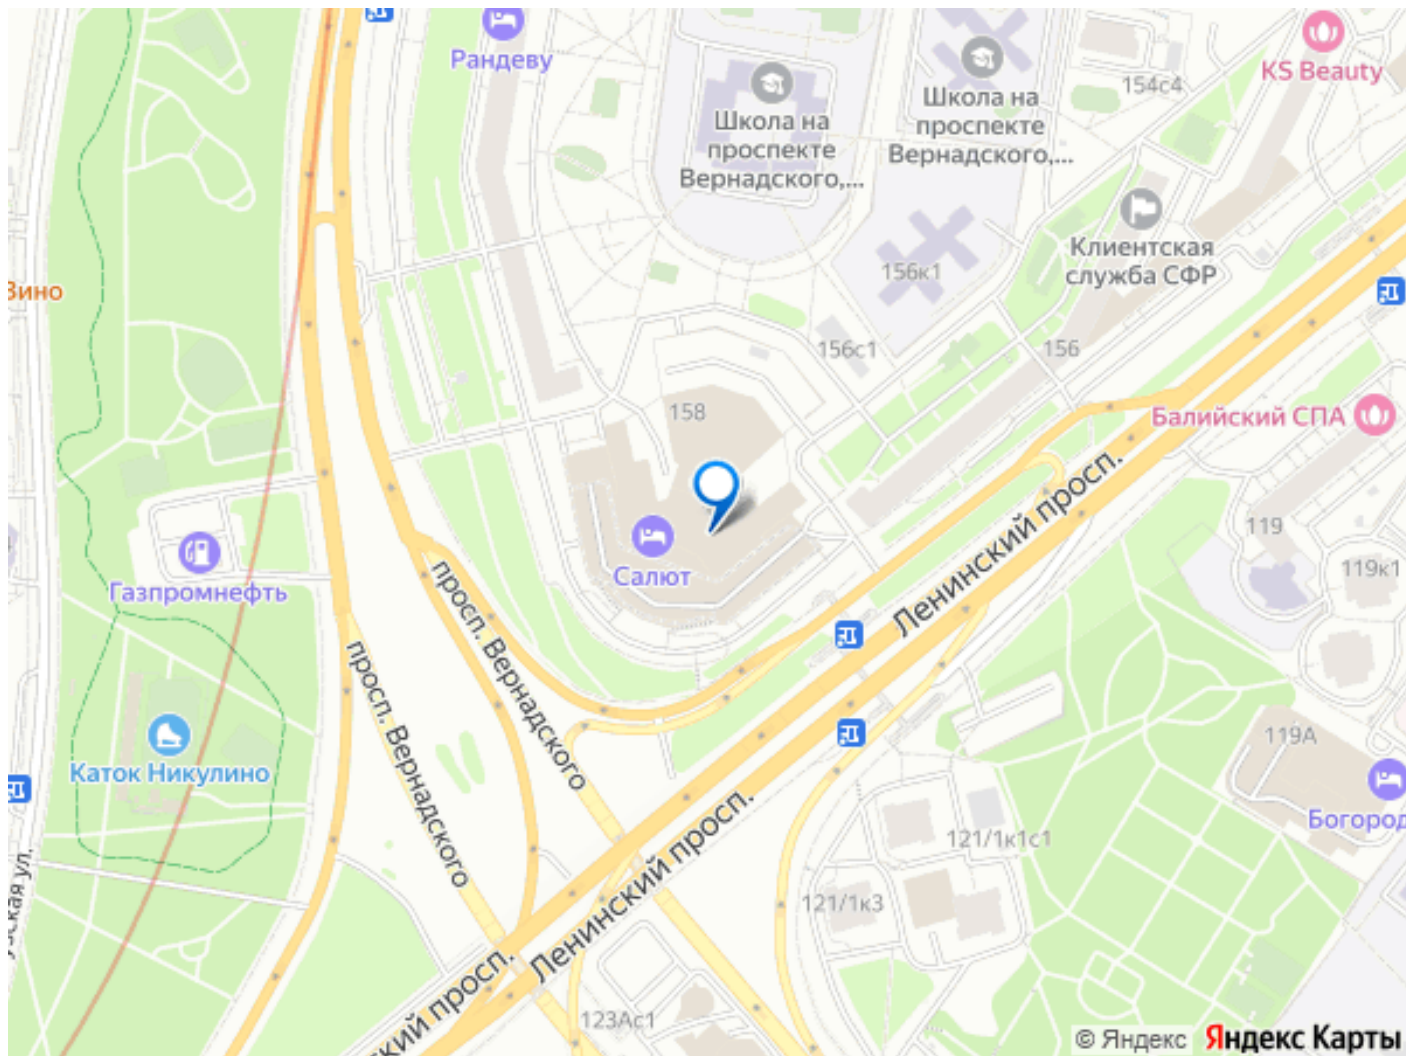 Рандеву
KS Beauty
154с4
Школа на
проспекте
Вернадского,...
Школа на
проспекте
Вернадского,...
Клиентская
служба СФР
156к1
Вино
156с1
156
158
Балийский СПА
Ленинский просп.
119
119к1
Салют
Газпромнефть
просп. Вернадского
просп. Вернадского
Каток Никулино
119А
Богород
Ленинский просп.
121/1к1с1
121/1к3
ский просп.
123Ас1
© Яндекс Яндекс Карты